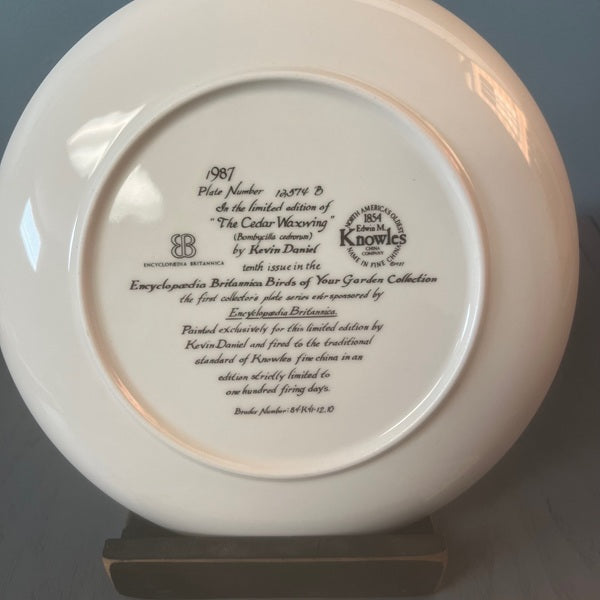 1987
Plate Number 12574 B
In the limited edition of
"The Cedar Waxwing"
(Bombycilla cedrorum)
by Kevin Daniel
tenth issue in the
Encyclopædia Britannica Birds of Your Garden Collection
the first collector's plate series ever sponsored by
Encyclopædia Britannica.
Painted exclusively for this limited edition by
Kevin Daniel and fired to the traditional
standard of Knowles fine china in an
edition strictly limited to
one hundred firing days.
Bradex Number: 84-K41-12.10
ENCYCLOPÆDIA BRITANNICA
NORTH AMERICA'S OLDEST
1854
Edwin M.
Knowles
CHINA
COMPANY
NAME IN FINE CHINA